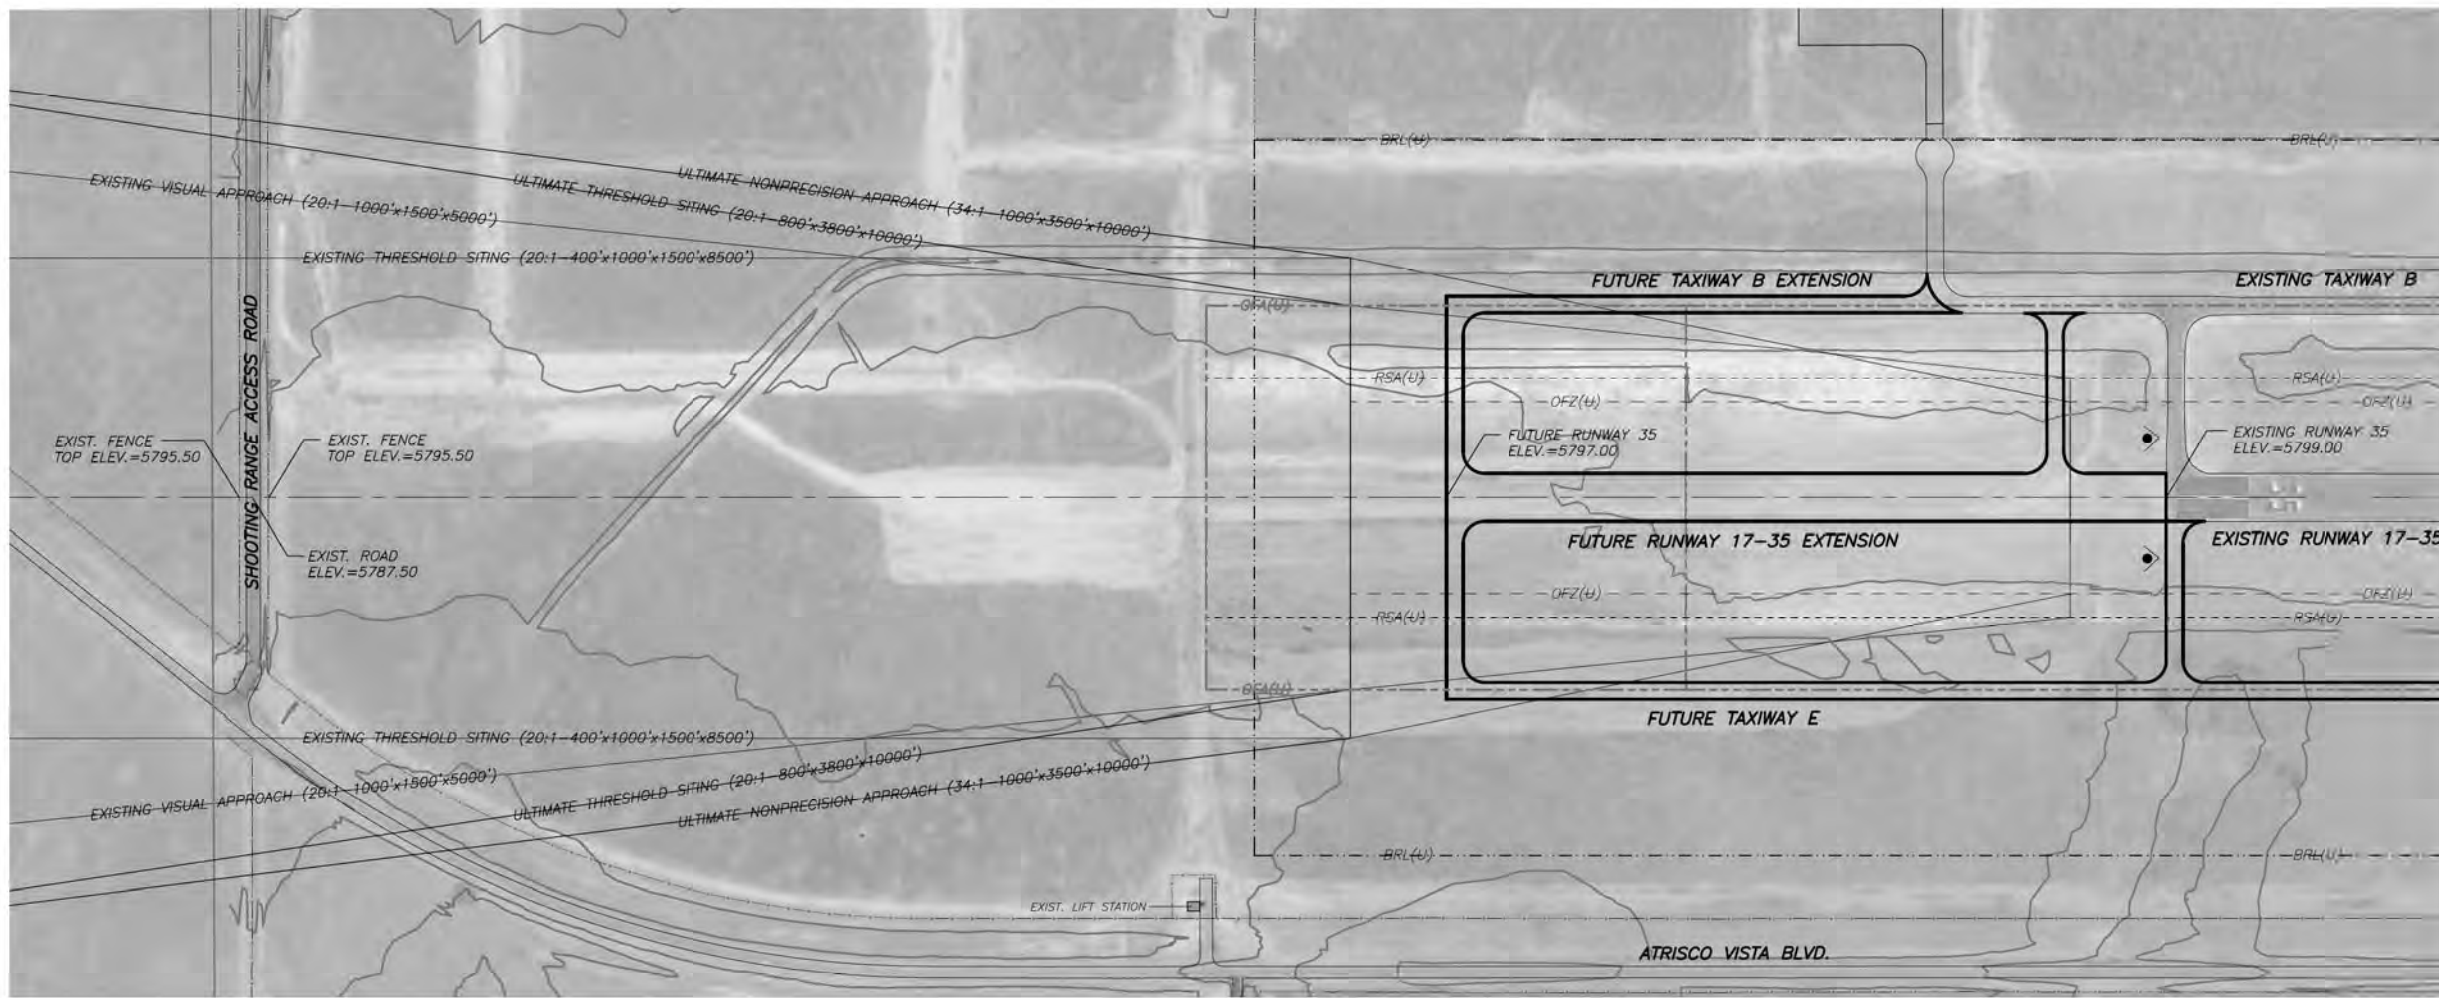 BRL(U)
BRL(U)
ULTIMATE NONPRECISION APPROACH (34:1-1000'x3500'x10000')
ULTIMATE THRESHOLD SITING (20:1-800'x3800'x10000')
EXISTING VISUAL APPROACH (20:1-1000'x1500'x5000')
EXISTING THRESHOLD SITING (20:1-400'x1000'x1500'x8500')
FUTURE TAXIWAY B EXTENSION
EXISTING TAXIWAY B
OFA(U)
SHOOTING RANGE ACCESS ROAD
RSA(U)
RSA(U)
OFZ(U)
OFZ(U)
EXIST. FENCE
TOP ELEV.=5795.50
EXIST. FENCE
TOP ELEV.=5795.50
FUTURE RUNWAY 35
ELEV.=5797.00
EXISTING RUNWAY 35
ELEV.=5799.00
EXIST. ROAD
ELEV.=5787.50
FUTURE RUNWAY 17-35 EXTENSION
EXISTING RUNWAY 17-35
OFZ(U)
OFZ(U)
RSA(U)
RSA(U)
OFA(U)
FUTURE TAXIWAY E
EXISTING THRESHOLD SITING (20:1-400'x1000'x1500'x8500')
EXISTING VISUAL APPROACH (20:1-1000'x1500'x5000')
ULTIMATE THRESHOLD SITING (20:1-800'x3800'x10000')
ULTIMATE NONPRECISION APPROACH (34:1-1000'x3500'x10000')
BRL(U)
BRL(U)
EXIST. LIFT STATION
ATRISCO VISTA BLVD.